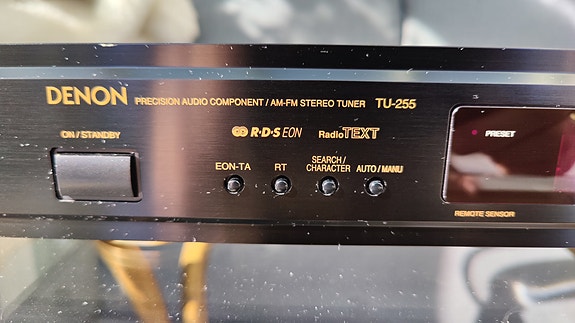 DENON PRECISION AUDIO COMPONENT / AM-FM STEREO TUNER TU-255
ON / STANDBY
R·D·S EON RadioTEXT
PRESET
EON-TA RT SEARCH / CHARACTER AUTO / MANU
REMOTE SENSOR